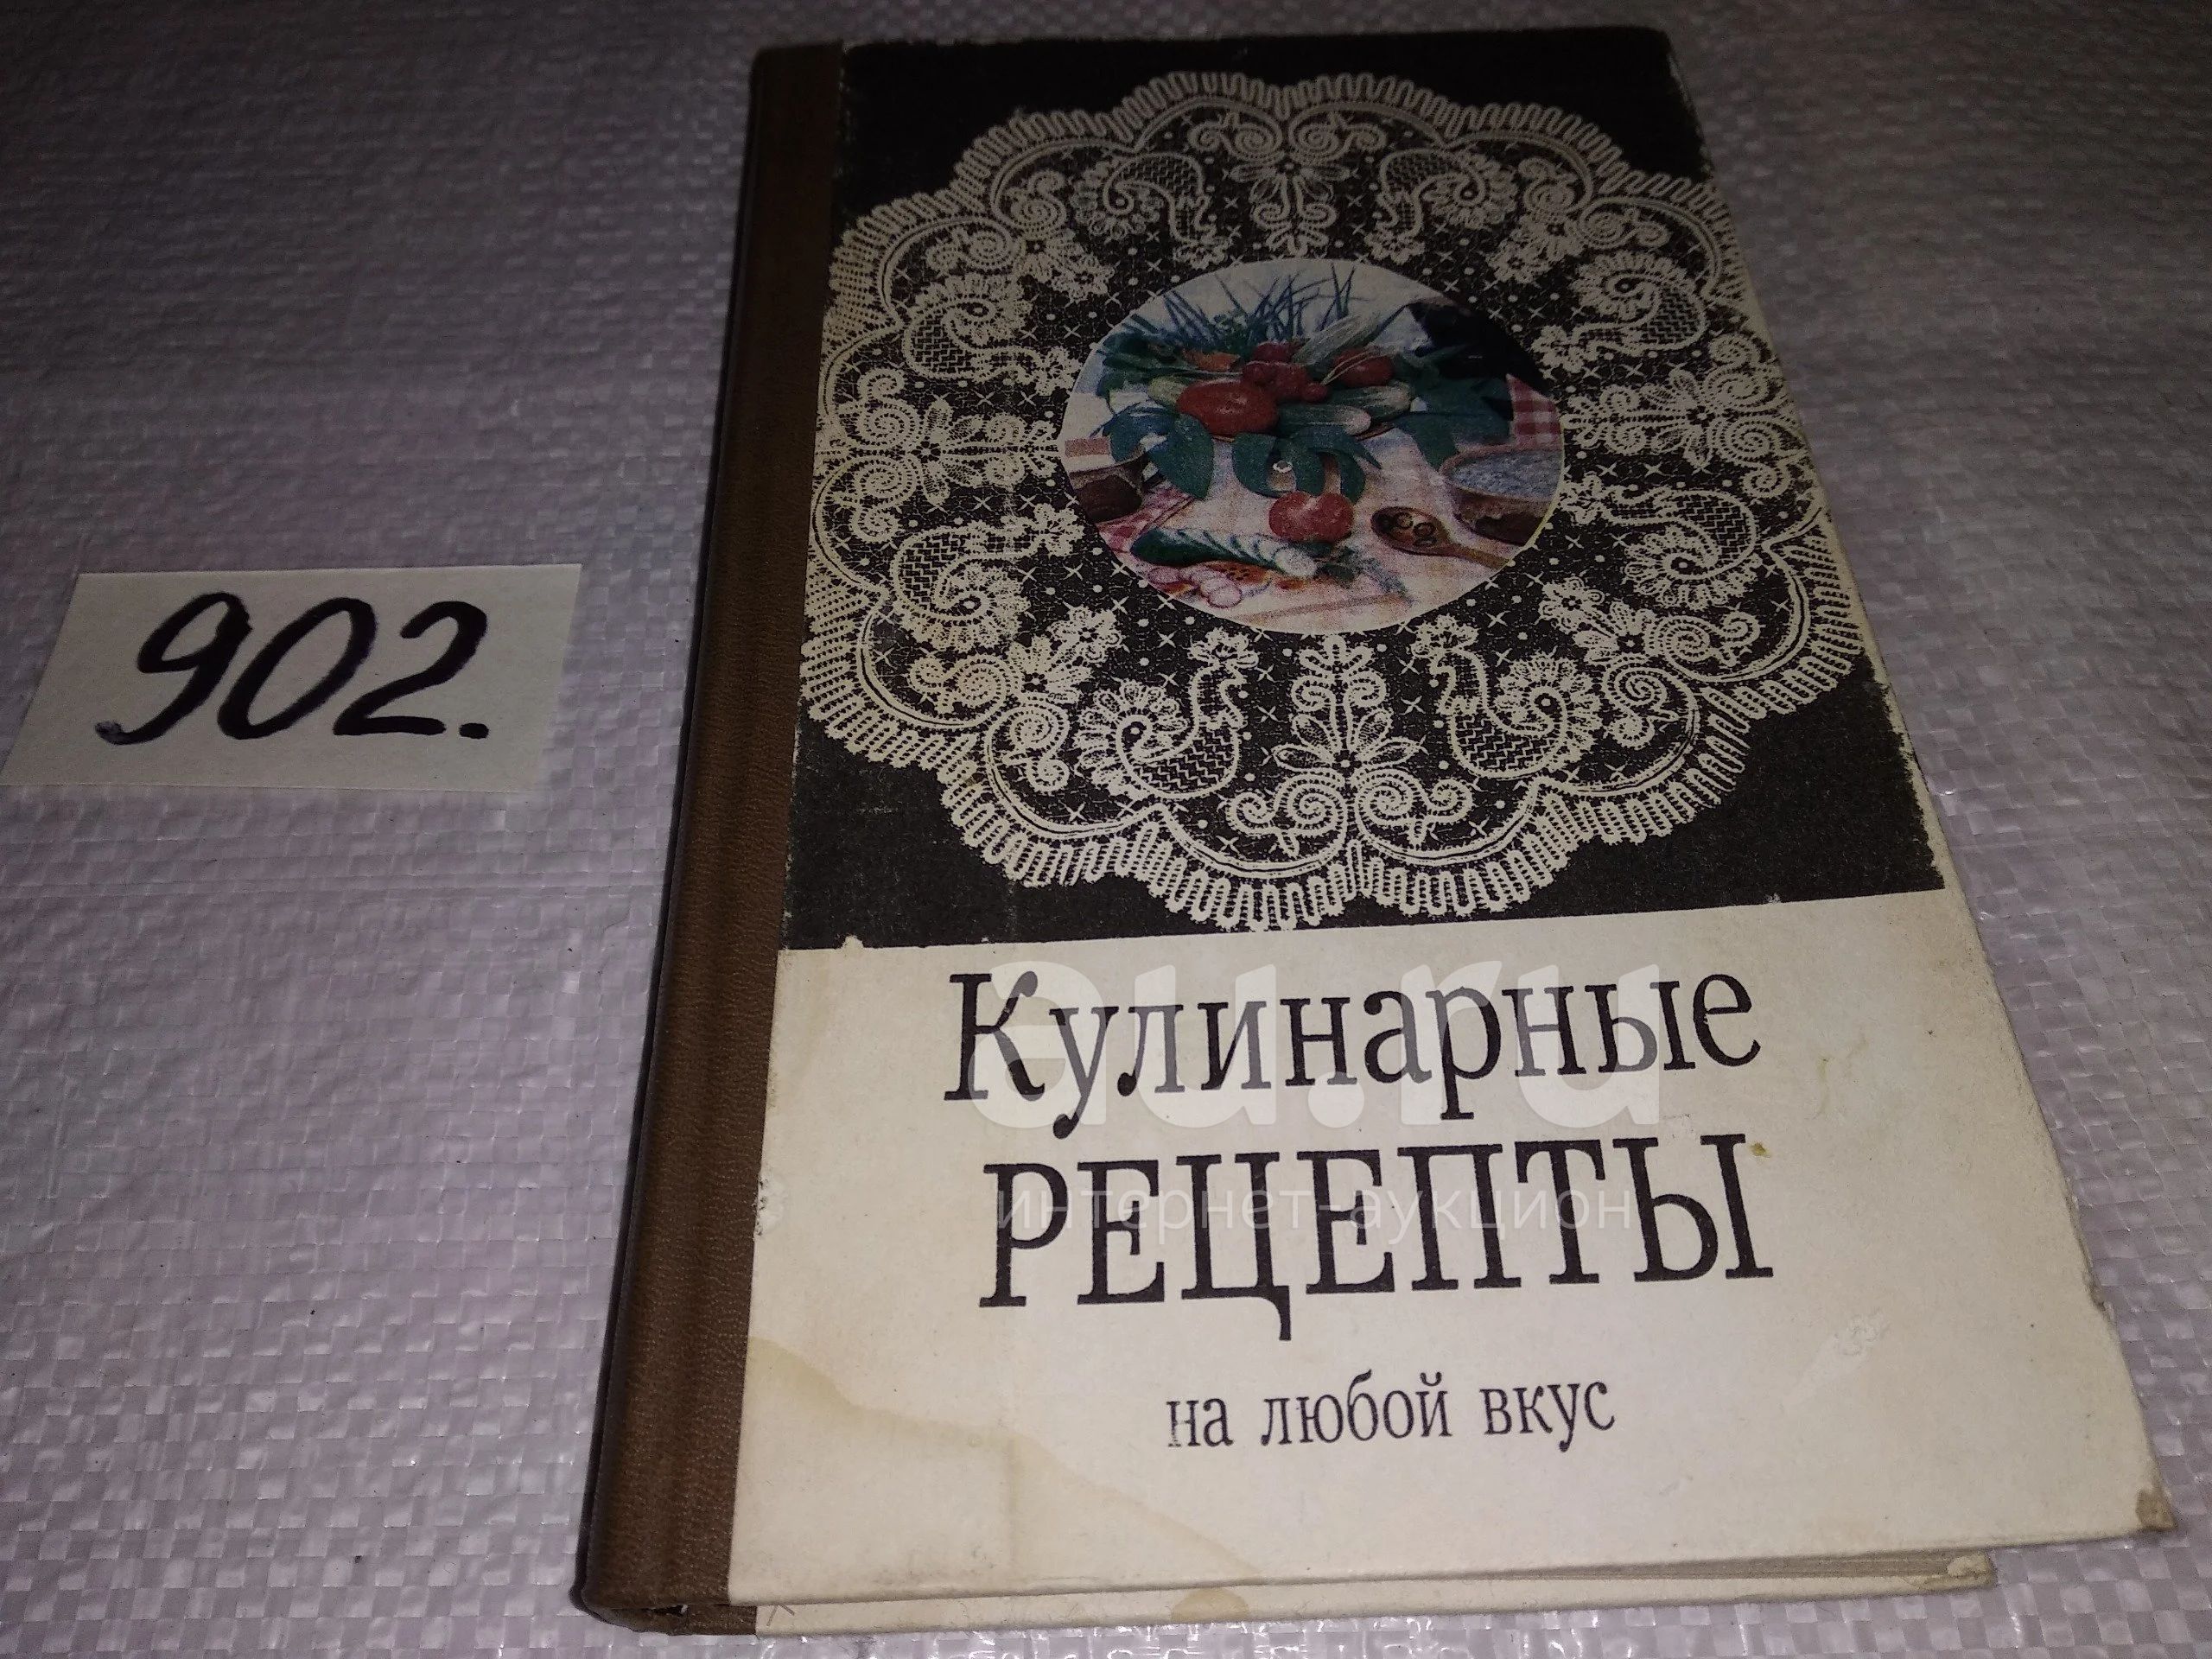 902.
Кулинарные
РЕЦЕПТЫ
на любой вкус
au.ru
интернет-аукцион